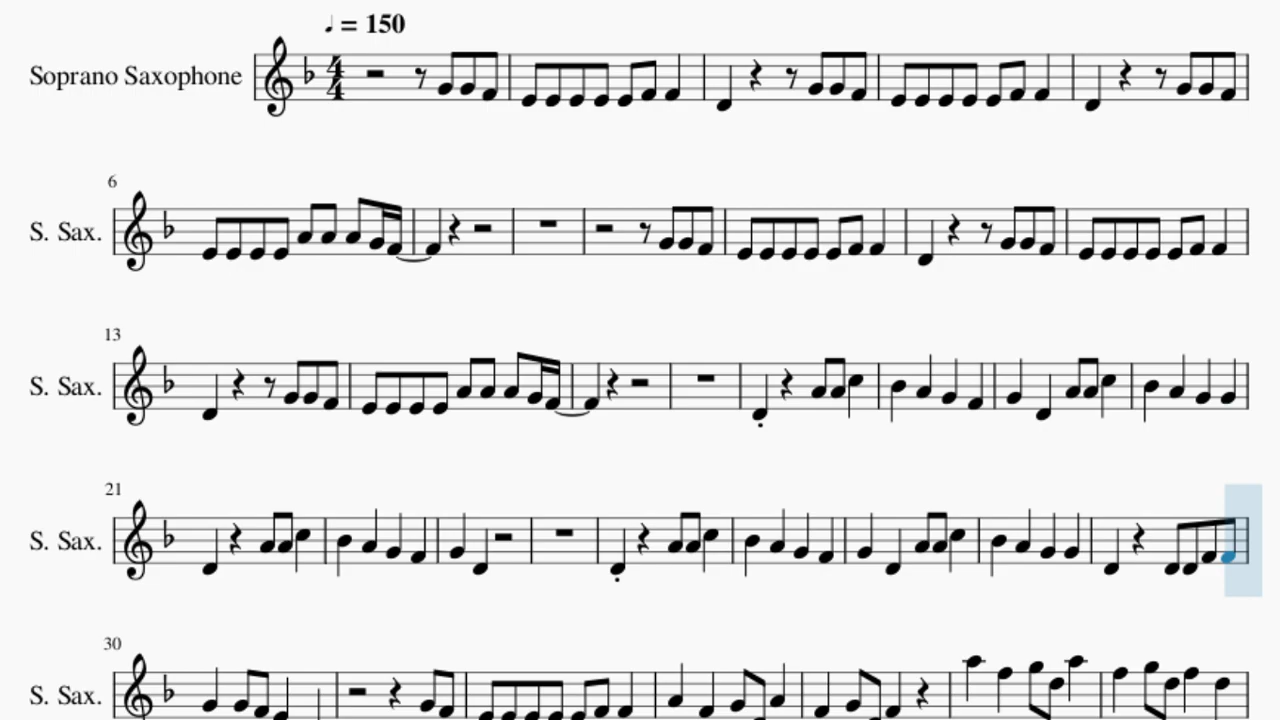 ♩ = 150
Soprano Saxophone
4
4
6
S. Sax.
13
S. Sax.
21
S. Sax.
30
S. Sax.